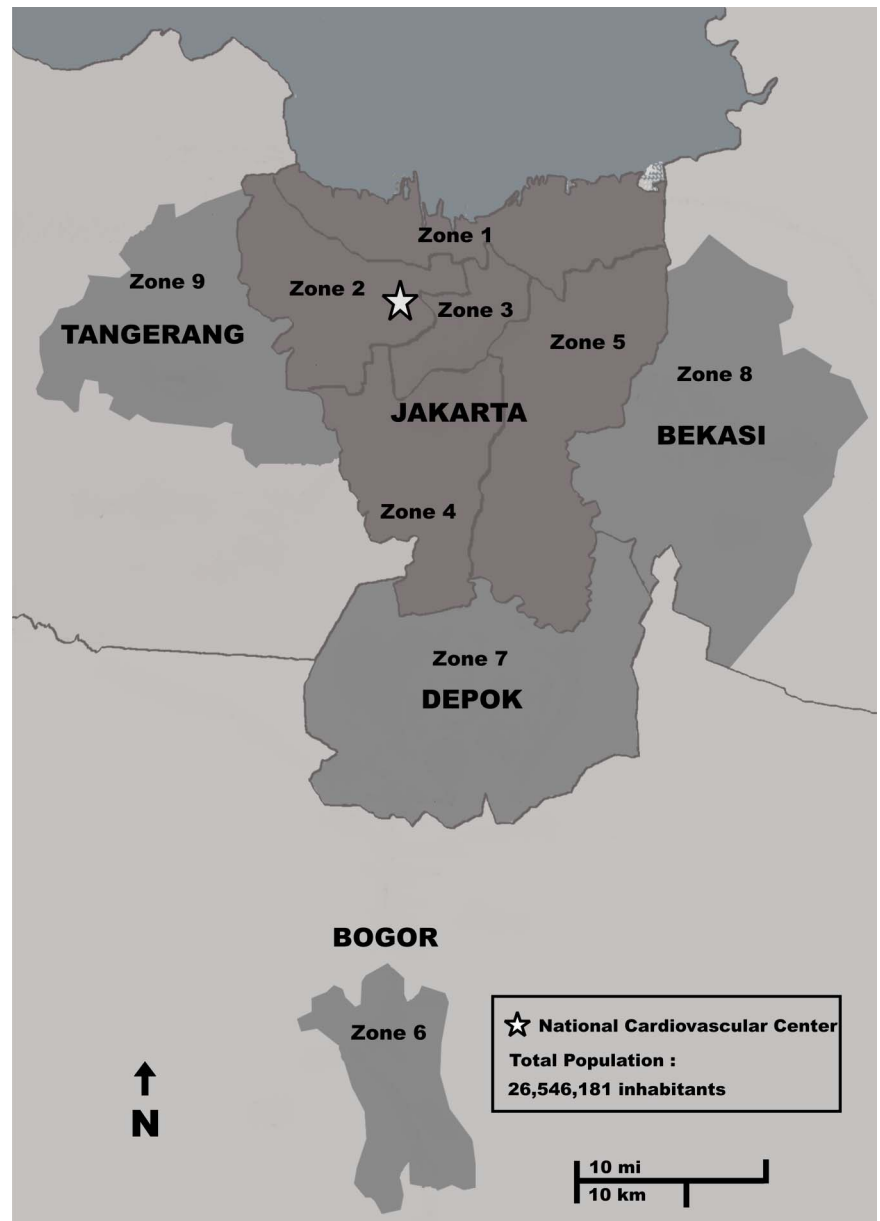 Zone 1
Zone 9
Zone 2
Zone 3
TANGERANG
Zone 5
Zone 8
JAKARTA
BEKASI
Zone 4
Zone 7
DEPOK
BOGOR
Zone 6
National Cardiovascular Center
Total Population :
26,546,181 inhabitants
N
10 mi
10 km